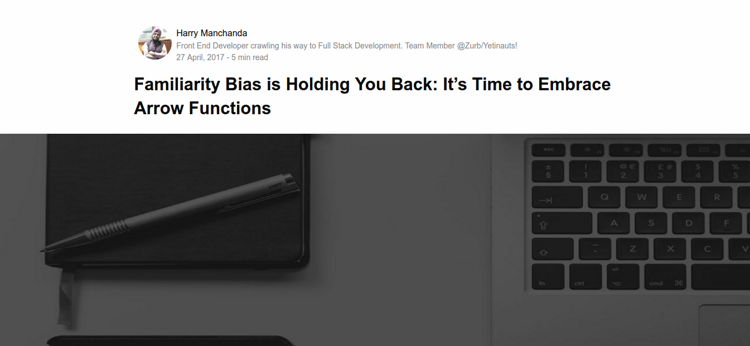 Harry Manchanda
Front End Developer crawling his way to Full Stack Development. Team Member @Zurb/Yetinauts!
27 April, 2017 - 5 min read
Familiarity Bias is Holding You Back: It’s Time to Embrace
Arrow Functions
Q W E R
A S D F
Z X C V